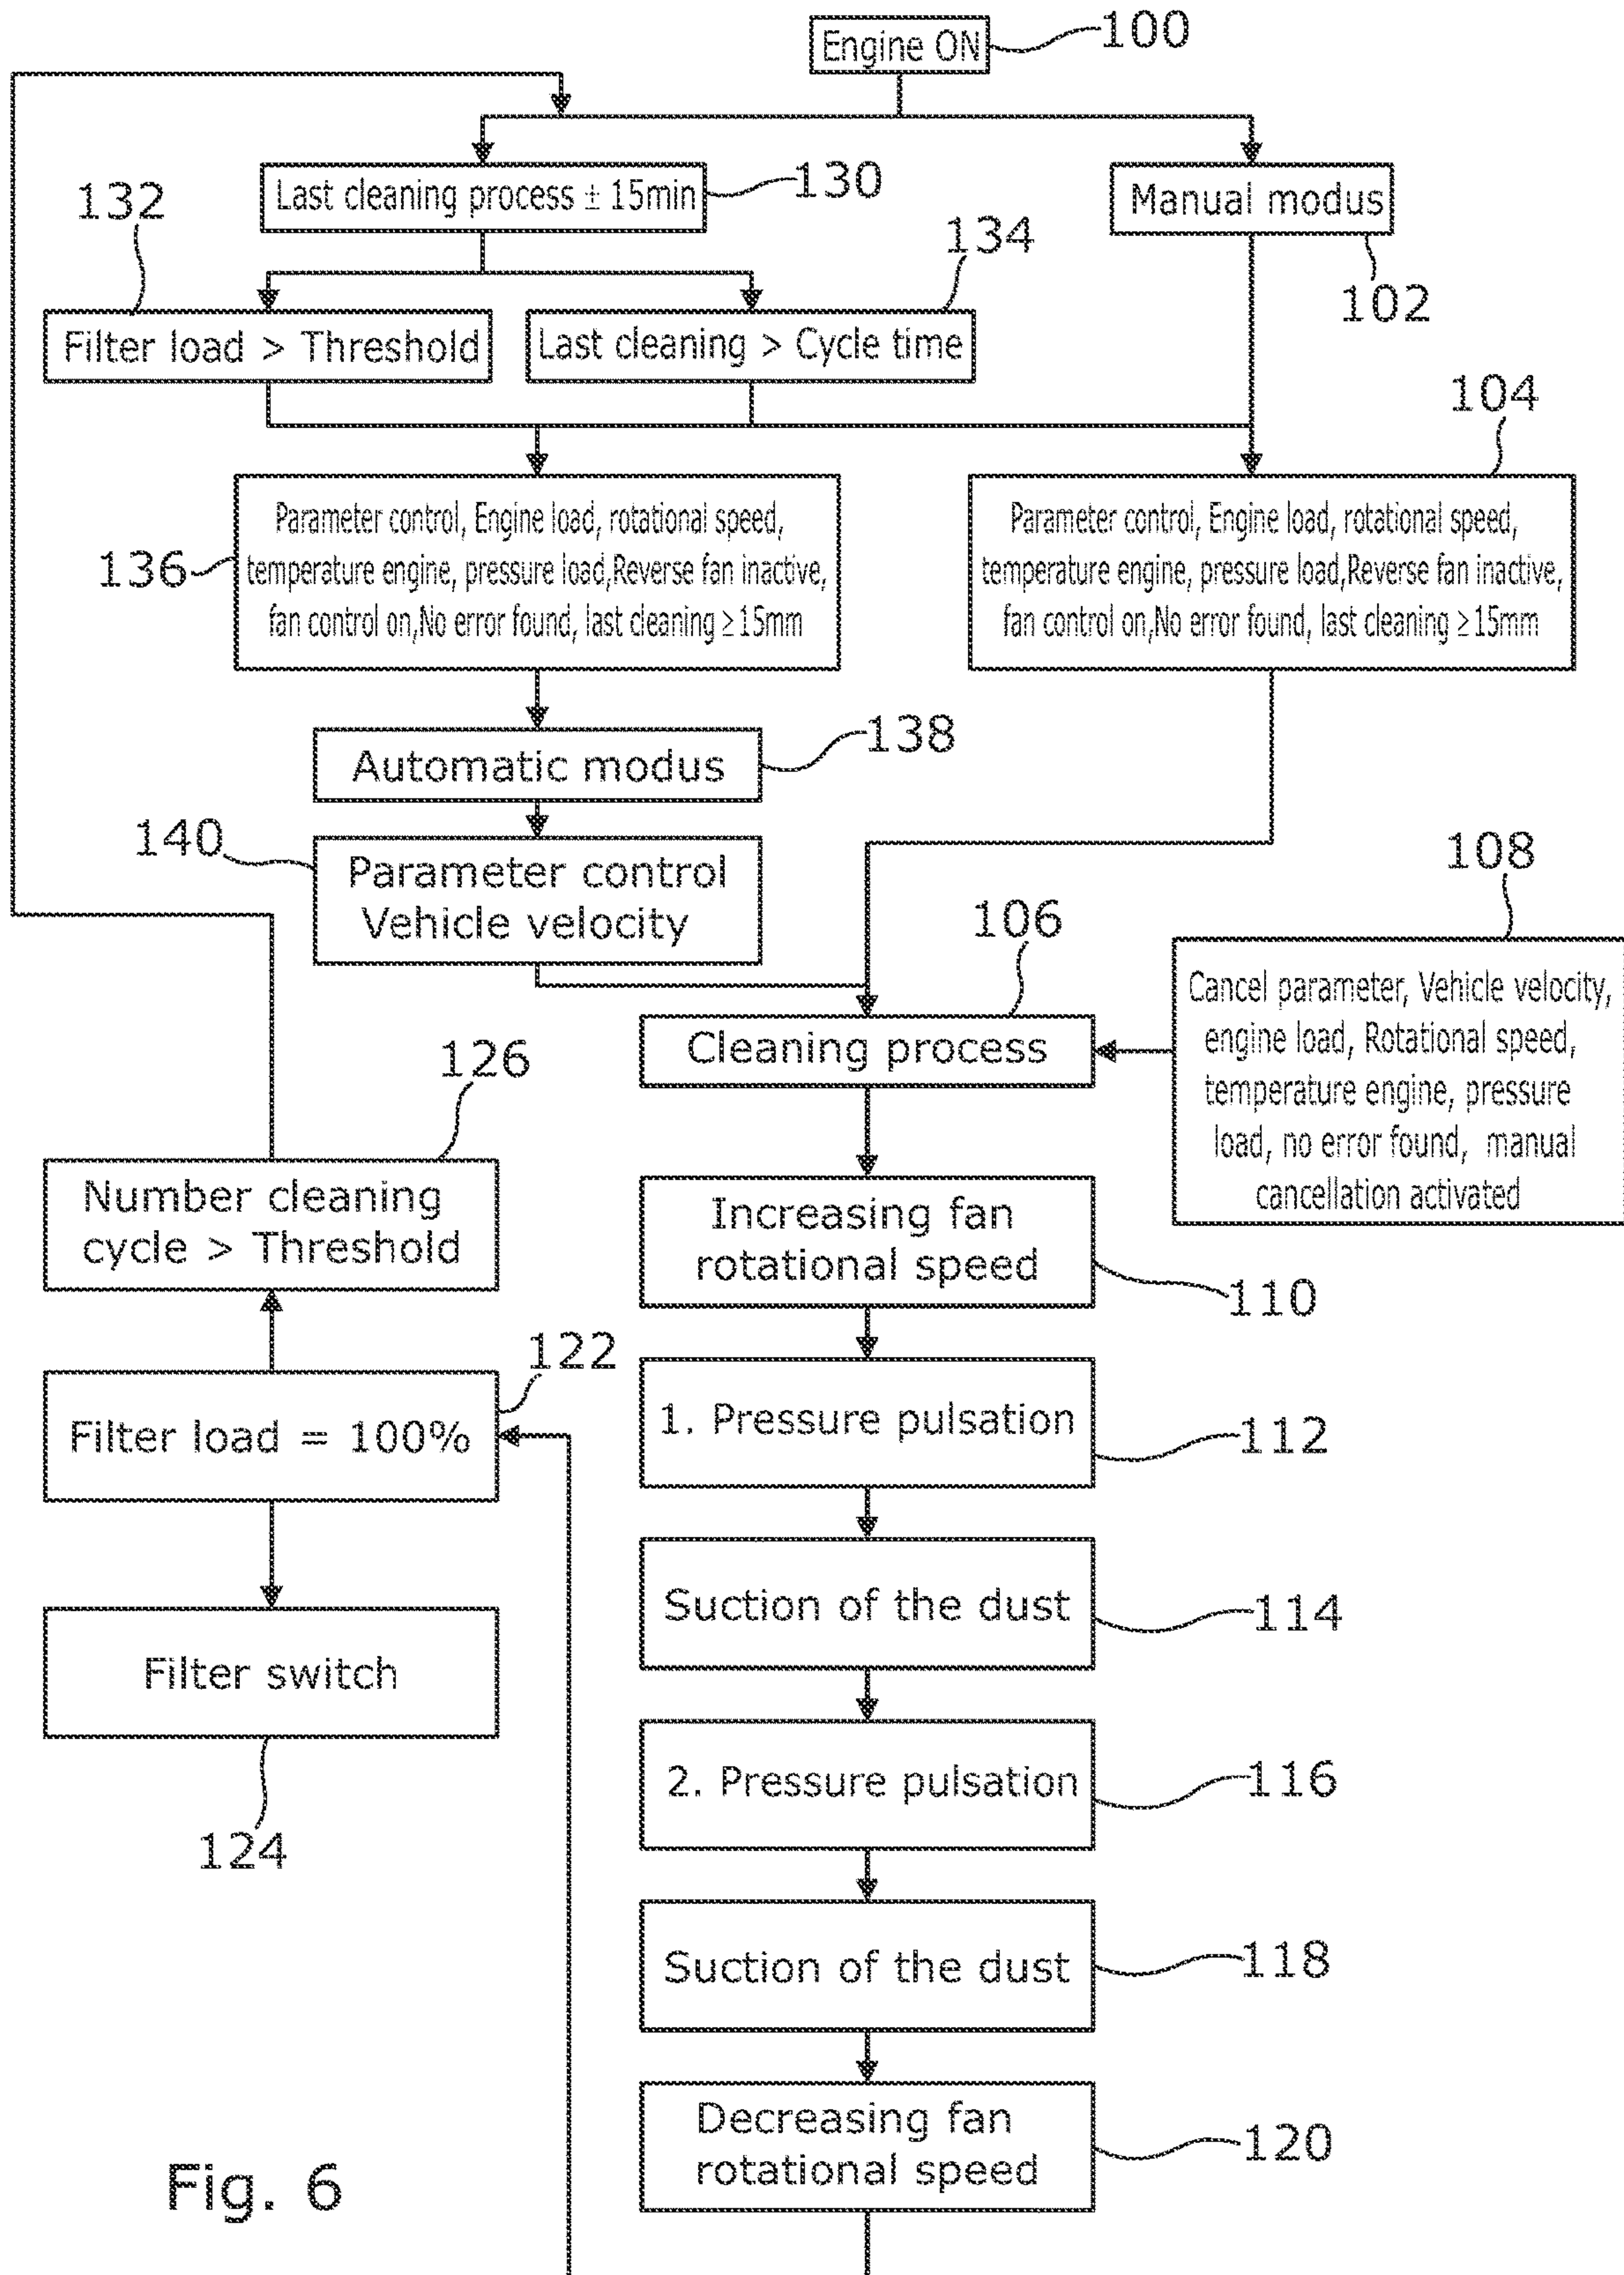 Engine ON
100
Last cleaning process ± 15min
130
Manual modus
102
132
134
Filter load > Threshold
Last cleaning > Cycle time
104
136
Parameter control, Engine load, rotational speed,
temperature engine, pressure load,Reverse fan inactive,
fan control on,No error found, last cleaning ≥ 15mm
Parameter control, Engine load, rotational speed,
temperature engine, pressure load,Reverse fan inactive,
fan control on,No error found, last cleaning ≥ 15mm
Automatic modus
138
140
Parameter control
Vehicle velocity
106
108
Cleaning process
Cancel parameter, Vehicle velocity,
engine load, Rotational speed,
temperature engine, pressure
load, no error found, manual
cancellation activated
126
Number cleaning
cycle > Threshold
Increasing fan
rotational speed
110
122
Filter load = 100%
1. Pressure pulsation
112
Suction of the dust
114
Filter switch
124
2. Pressure pulsation
116
Suction of the dust
118
Decreasing fan
rotational speed
120
Fig. 6